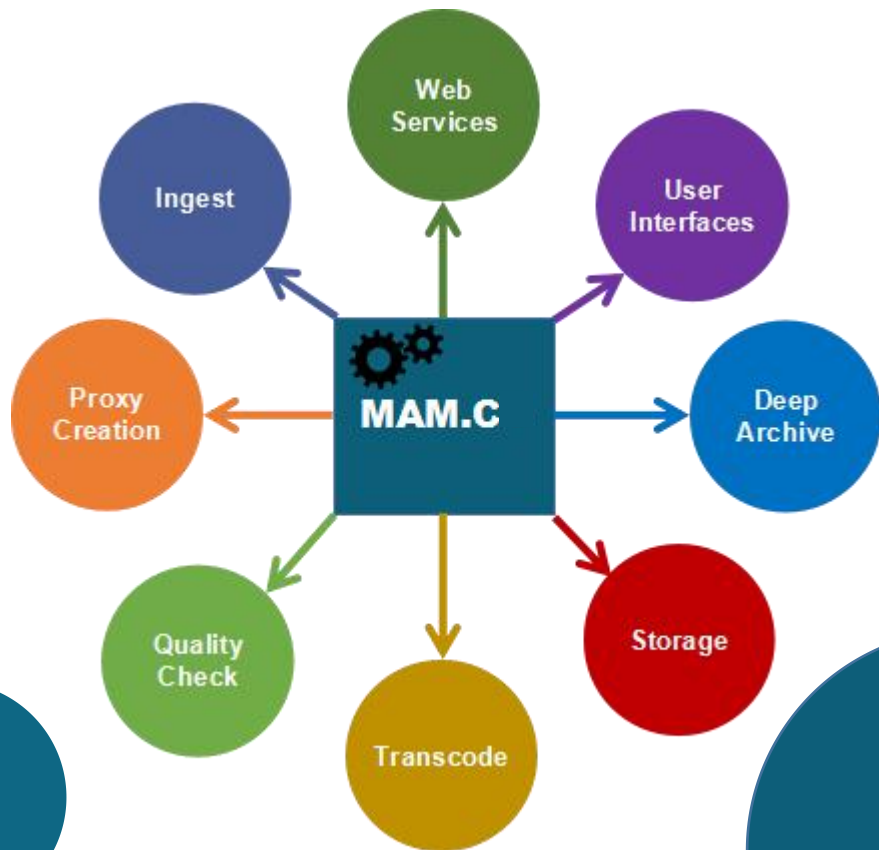 Web
Services
Ingest
User
Interfaces
MAM.C
Proxy
Creation
Deep
Archive
Quality
Check
Storage
Transcode